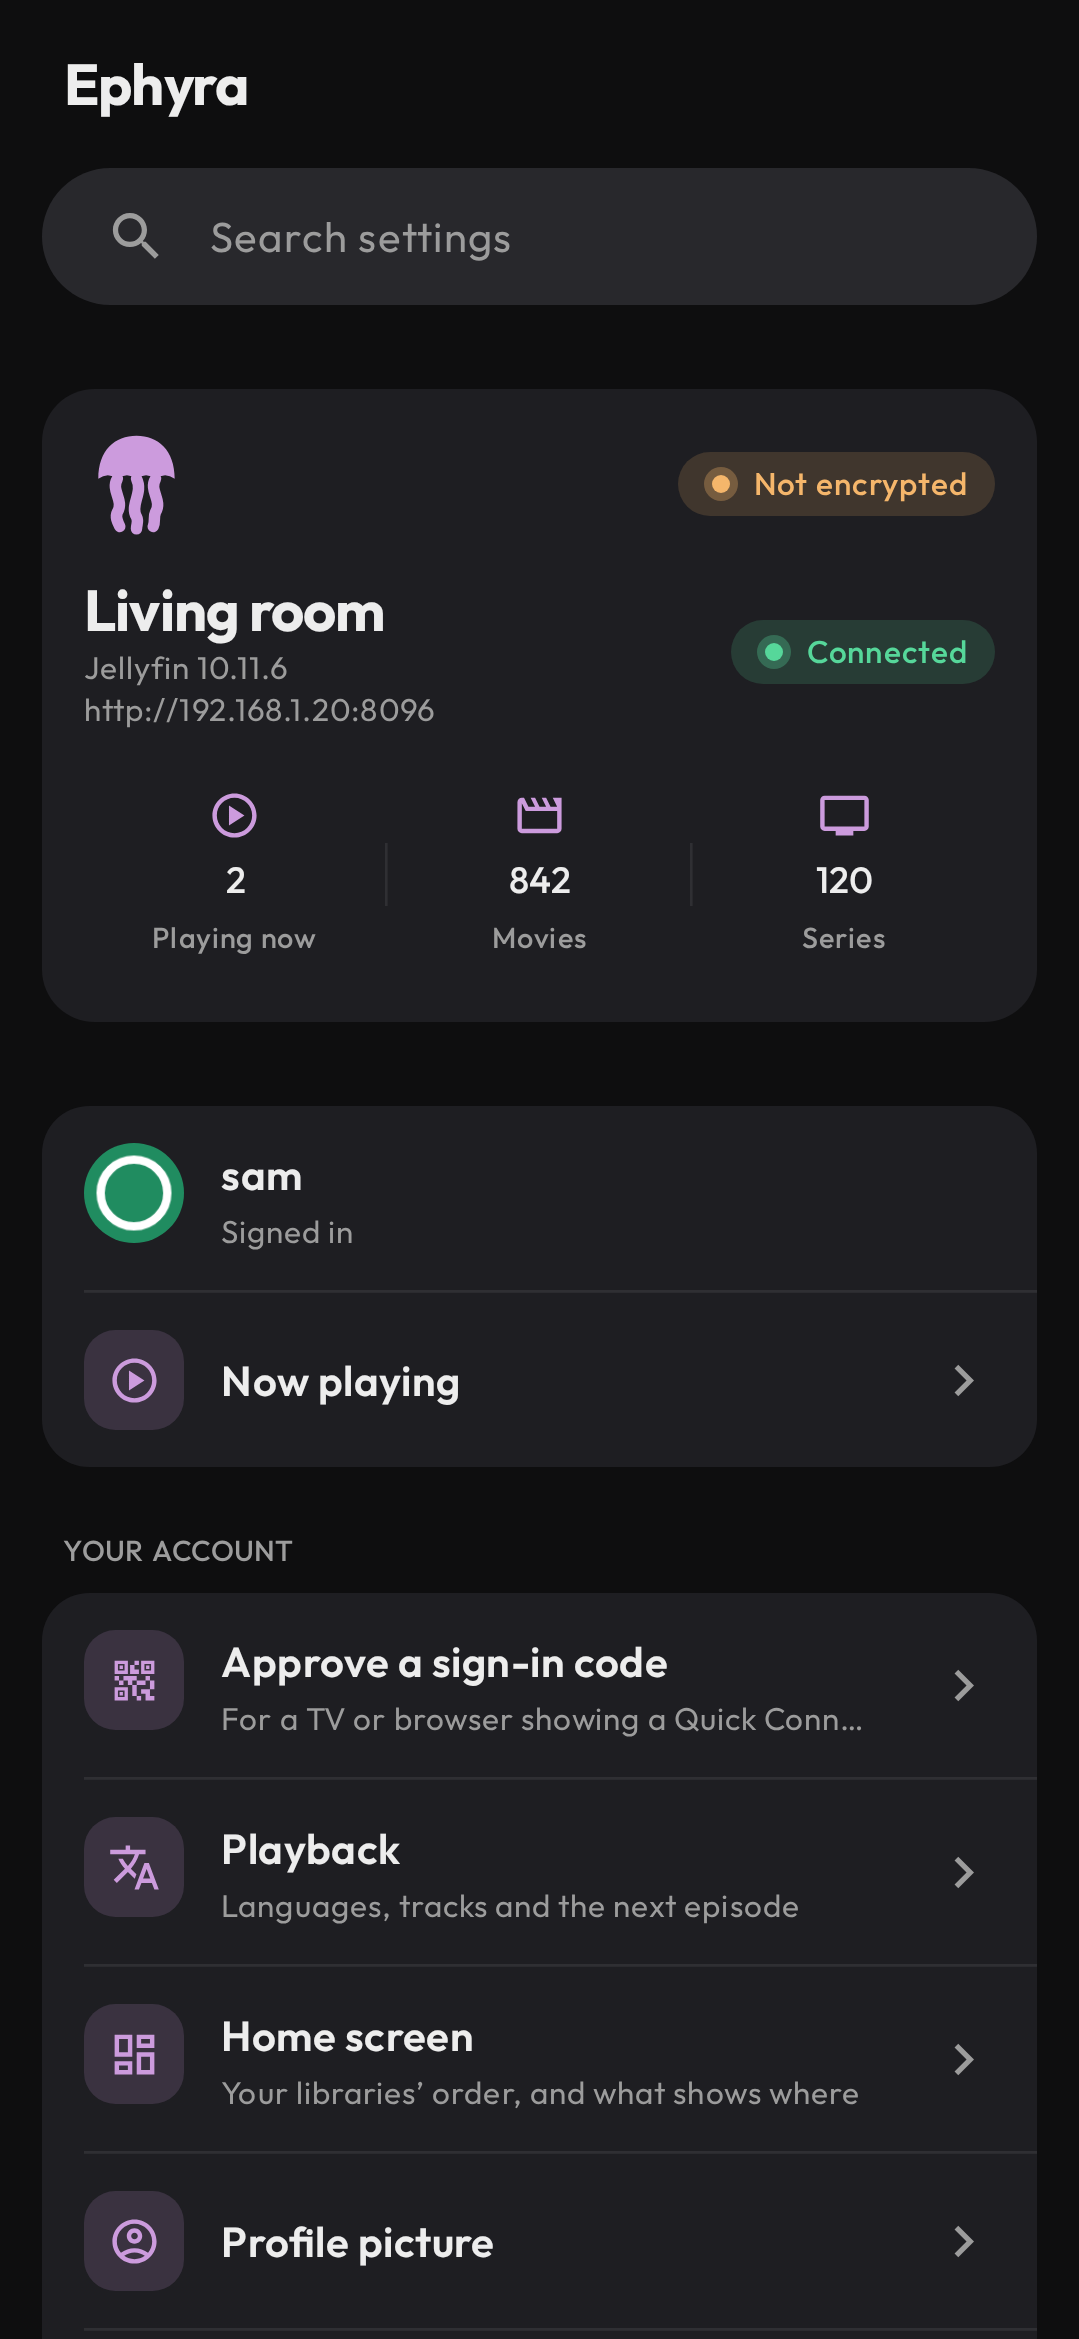 Ephyra
Search settings
Not encrypted
Living room
Jellyfin 10.11.6
http://192.168.1.20:8096
Connected
2
Playing now
842
Movies
120
Series
sam
Signed in
Now playing
YOUR ACCOUNT
Approve a sign-in code
For a TV or browser showing a Quick Conn…
Playback
Languages, tracks and the next episode
Home screen
Your libraries’ order, and what shows where
Profile picture